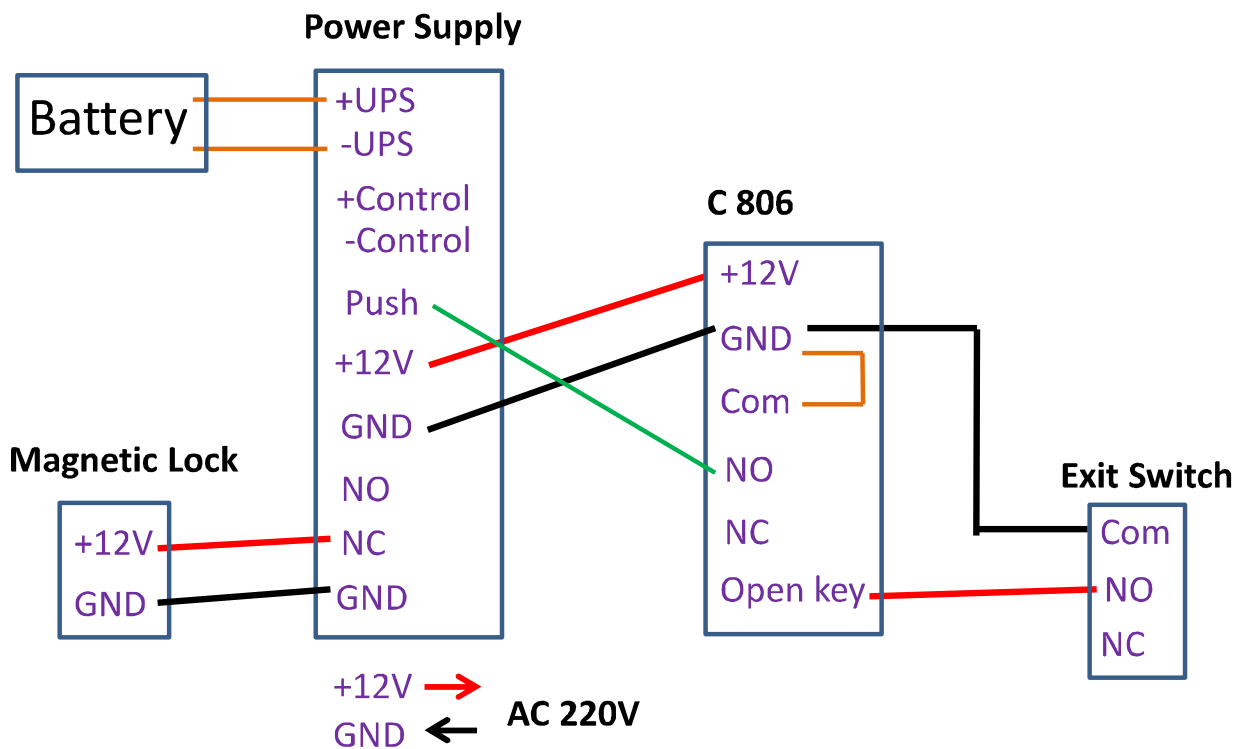 Power Supply
Battery
+UPS
-UPS
+Control
-Control
Push
+12V
GND
NO
NC
GND
C 806
+12V
GND
Com
NO
NC
Open key
Magnetic Lock
+12V
GND
Exit Switch
Com
NO
NC
+12V
GND
AC 220V